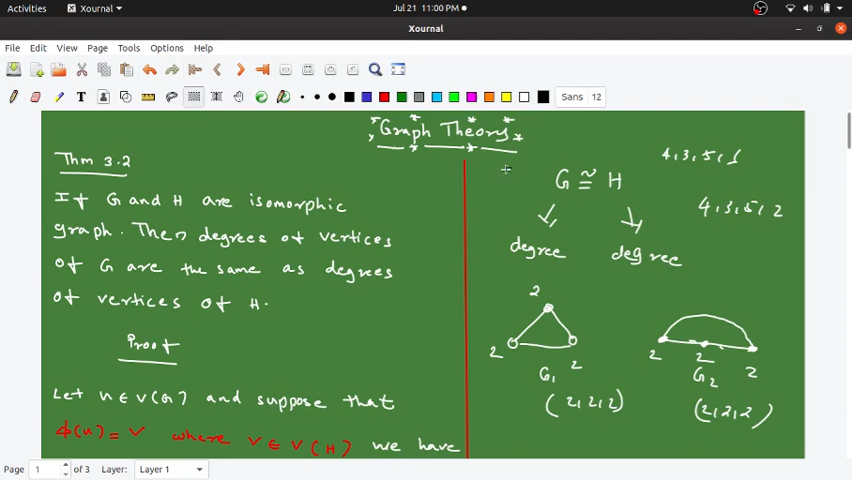 Activities
Xournal
Jul 21 11:00 PM
Xournal
File Edit View Page Tools Options Help
T
Sans 12
Graph Theory
Thm 3.2
If G and H are isomorphic
graph. Then degrees of vertices
of G are the same as degrees
of vertices of H.
Proof
Let u ∈ V(G) and suppose that
ϕ(u) = v where v ∈ V(H) we have
4,3,5,1
G ≅ H
4,3,5,2
degree degree
2
2 2
G1
(2,2,2)
2 2 2
G2
(2,2,2)
Page 1 of 3 Layer: Layer 1